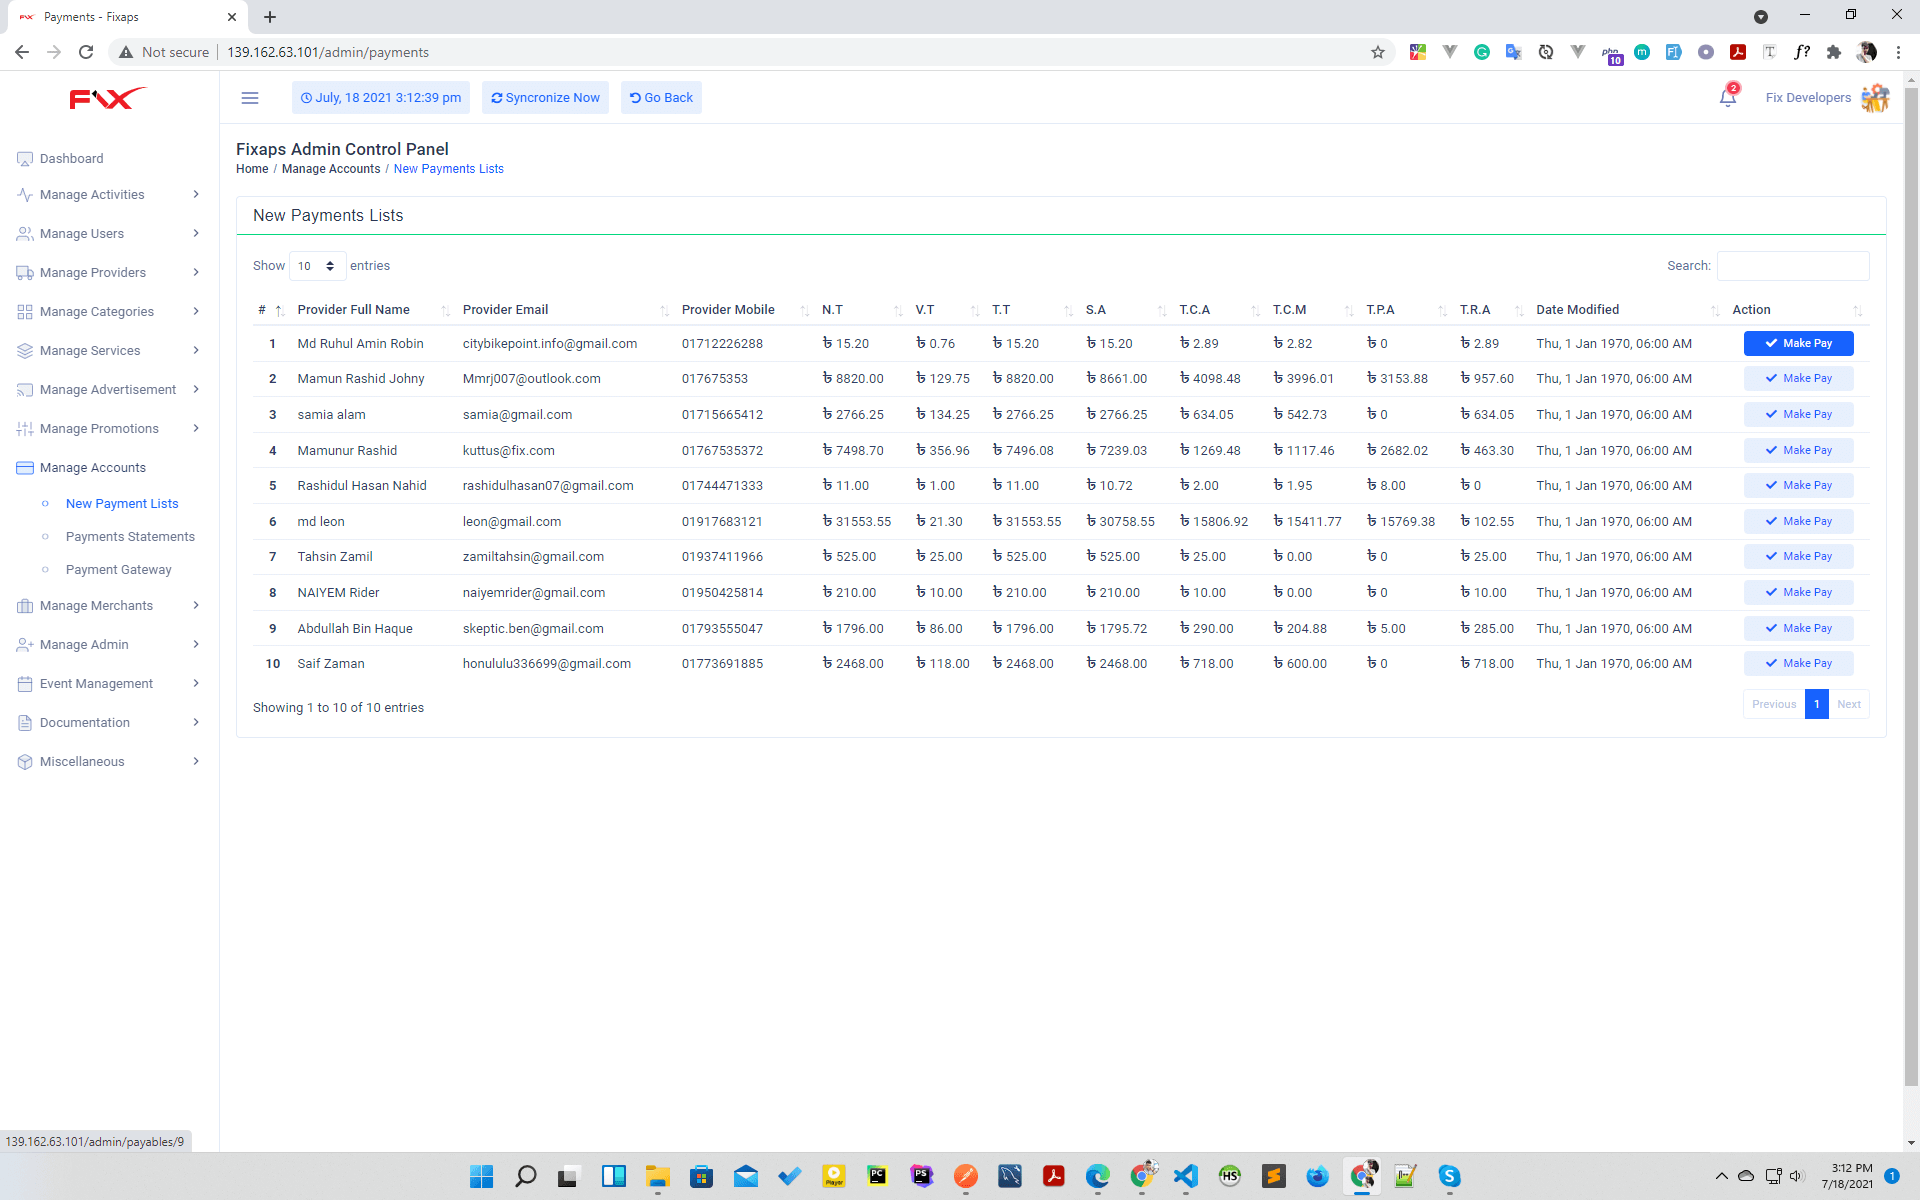 Payments - Fixaps
Not secure 139.162.63.101/admin/payments
10
FIX
July, 18 2021 3:12:39 pm Syncronize Now Go Back 2 Fix Developers
Dashboard
Manage Activities
Manage Users
Manage Providers
Manage Categories
Manage Services
Manage Advertisement
Manage Promotions
Manage Accounts
New Payment Lists
Payments Statements
Payment Gateway
Manage Merchants
Manage Admin
Event Management
Documentation
Miscellaneous
Fixaps Admin Control Panel
Home / Manage Accounts / New Payments Lists
New Payments Lists
Show 10 entries Search:
# Provider Full Name Provider Email Provider Mobile N.T V.T T.T S.A T.C.A T.C.M T.P.A T.R.A Date Modified Action
1 Md Ruhul Amin Robin citybikepoint.info@gmail.com 01712226288 ৳ 15.20 ৳ 0.76 ৳ 15.20 ৳ 15.20 ৳ 2.89 ৳ 2.82 ৳ 0 ৳ 2.89 Thu, 1 Jan 1970, 06:00 AM Make Pay
2 Mamun Rashid Johny Mmrj007@outlook.com 017675353 ৳ 8820.00 ৳ 129.75 ৳ 8820.00 ৳ 8661.00 ৳ 4098.48 ৳ 3996.01 ৳ 3153.88 ৳ 957.60 Thu, 1 Jan 1970, 06:00 AM Make Pay
3 samia alam samia@gmail.com 01715665412 ৳ 2766.25 ৳ 134.25 ৳ 2766.25 ৳ 2766.25 ৳ 634.05 ৳ 542.73 ৳ 0 ৳ 634.05 Thu, 1 Jan 1970, 06:00 AM Make Pay
4 Mamunur Rashid kuttus@fix.com 01767535372 ৳ 7498.70 ৳ 356.96 ৳ 7496.08 ৳ 7239.03 ৳ 1269.48 ৳ 1117.46 ৳ 2682.02 ৳ 463.30 Thu, 1 Jan 1970, 06:00 AM Make Pay
5 Rashidul Hasan Nahid rashidulhasan07@gmail.com 01744471333 ৳ 11.00 ৳ 1.00 ৳ 11.00 ৳ 10.72 ৳ 2.00 ৳ 1.95 ৳ 8.00 ৳ 0 Thu, 1 Jan 1970, 06:00 AM Make Pay
6 md leon leon@gmail.com 01917683121 ৳ 31553.55 ৳ 21.30 ৳ 31553.55 ৳ 30758.55 ৳ 15806.92 ৳ 15411.77 ৳ 15769.38 ৳ 102.55 Thu, 1 Jan 1970, 06:00 AM Make Pay
7 Tahsin Zamil zamiltahsin@gmail.com 01937411966 ৳ 525.00 ৳ 25.00 ৳ 525.00 ৳ 525.00 ৳ 25.00 ৳ 0.00 ৳ 0 ৳ 25.00 Thu, 1 Jan 1970, 06:00 AM Make Pay
8 NAIYEM Rider naiyemrider@gmail.com 01950425814 ৳ 210.00 ৳ 10.00 ৳ 210.00 ৳ 210.00 ৳ 10.00 ৳ 0.00 ৳ 0 ৳ 10.00 Thu, 1 Jan 1970, 06:00 AM Make Pay
9 Abdullah Bin Haque skeptic.ben@gmail.com 01793555047 ৳ 1796.00 ৳ 86.00 ৳ 1796.00 ৳ 1795.72 ৳ 290.00 ৳ 204.88 ৳ 5.00 ৳ 285.00 Thu, 1 Jan 1970, 06:00 AM Make Pay
10 Saif Zaman honululu336699@gmail.com 01773691885 ৳ 2468.00 ৳ 118.00 ৳ 2468.00 ৳ 2468.00 ৳ 718.00 ৳ 600.00 ৳ 0 ৳ 718.00 Thu, 1 Jan 1970, 06:00 AM Make Pay
Showing 1 to 10 of 10 entries Previous 1 Next
139.162.63.101/admin/payables/9
3:12 PM
7/18/2021
1